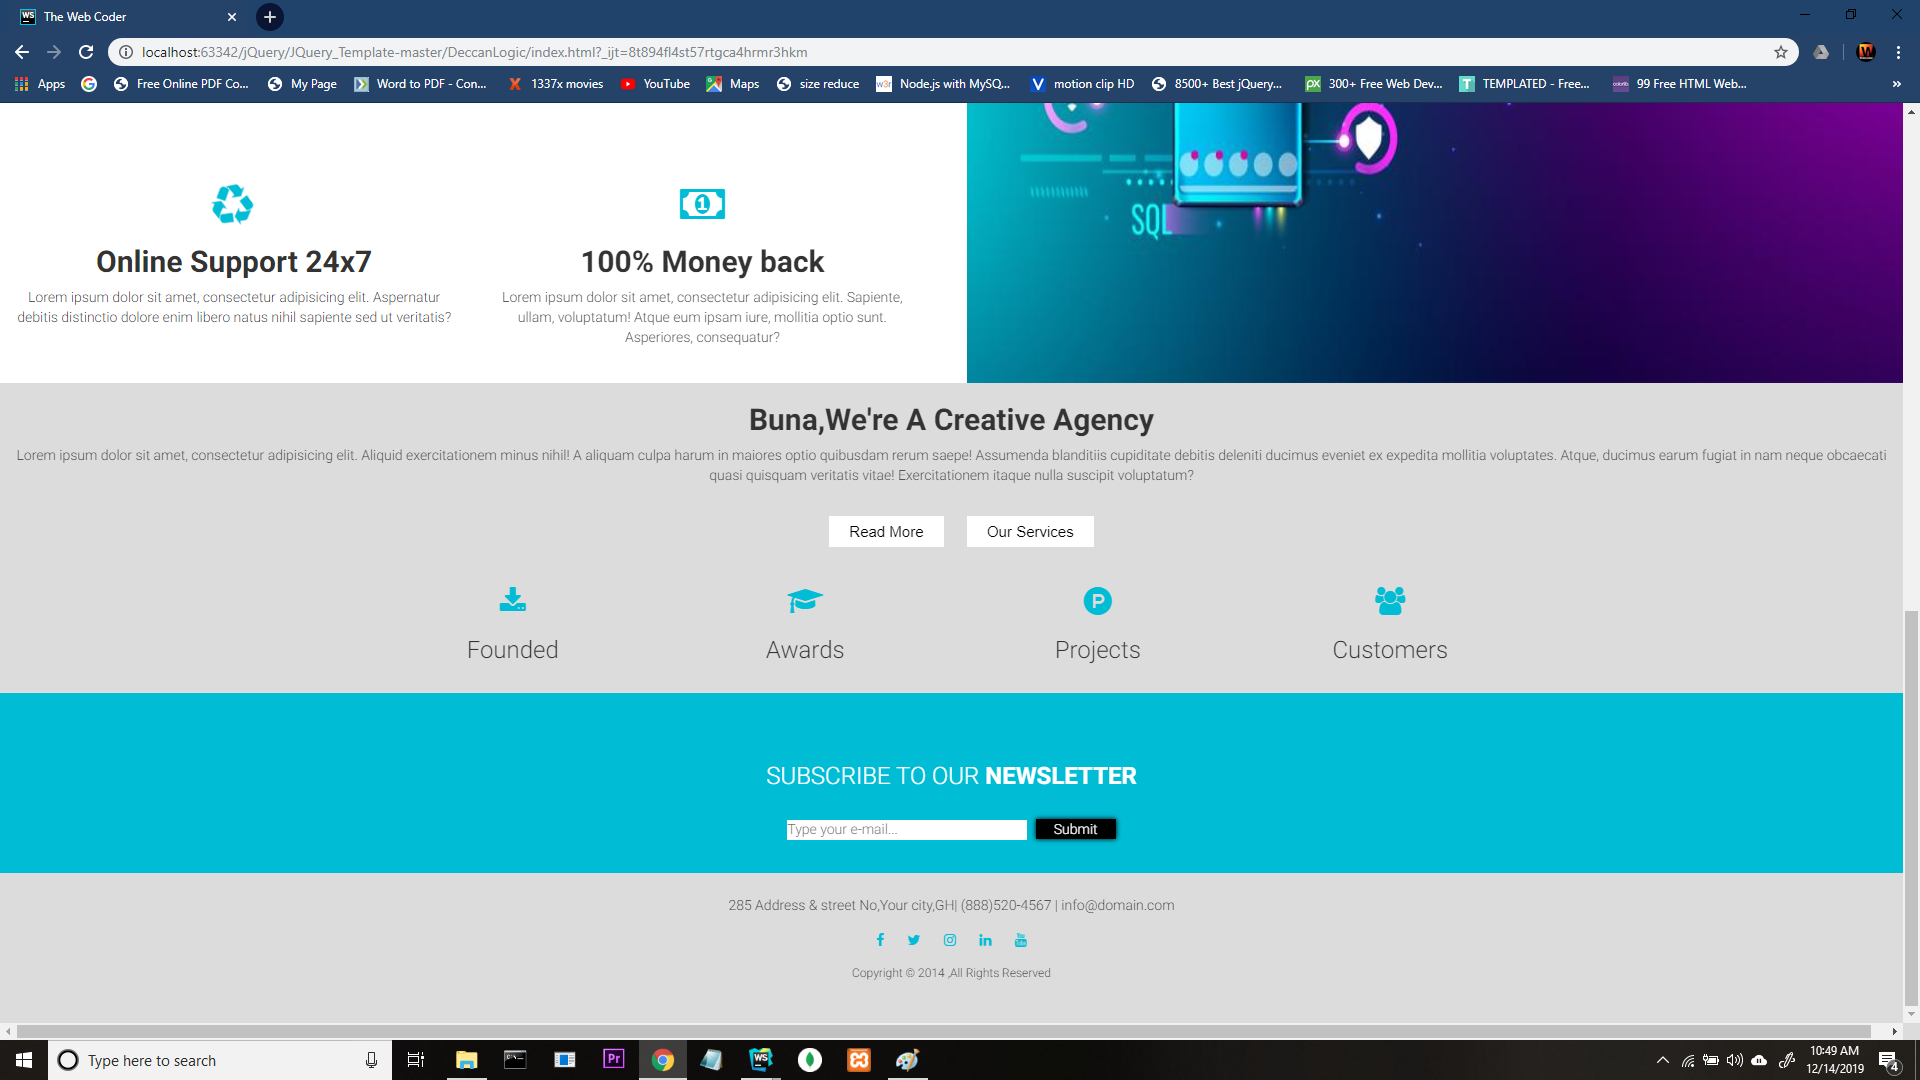 WS
The Web Coder
localhost:63342/jQuery/JQuery_Template-master/DeccanLogic/index.html?_ijt=8t894fl4st57rtgca4hrmr3hkm
Apps
Free Online PDF Co...
My Page
Word to PDF - Con...
X
1337x movies
YouTube
Maps
size reduce
w3r
Node.js with MySQ...
V
motion clip HD
8500+ Best jQuery...
px
300+ Free Web Dev...
T
TEMPLATED - Free...
99 Free HTML Web...
»
SQL
1
Online Support 24x7
100% Money back
Lorem ipsum dolor sit amet, consectetur adipisicing elit. Aspernatur
debitis distinctio dolore enim libero natus nihil sapiente sed ut veritatis?
Lorem ipsum dolor sit amet, consectetur adipisicing elit. Sapiente,
ullam, voluptatum! Atque eum ipsam iure, mollitia optio sunt.
Asperiores, consequatur?
Buna,We're A Creative Agency
Lorem ipsum dolor sit amet, consectetur adipisicing elit. Aliquid exercitationem minus nihil! A aliquam culpa harum in maiores optio quibusdam rerum saepe! Assumenda blanditiis cupiditate debitis deleniti ducimus eveniet ex expedita mollitia voluptates. Atque, ducimus earum fugiat in nam neque obcaecati
quasi quisquam veritatis vitae! Exercitationem itaque nulla suscipit voluptatum?
Read More
Our Services
P
Founded
Awards
Projects
Customers
SUBSCRIBE TO OUR NEWSLETTER
Type your e-mail...
Submit
285 Address & street No,Your city,GH| (888)520-4567 | info@domain.com
Copyright © 2014 ,All Rights Reserved
Type here to search
Pr
WS
10:49 AM
12/14/2019
4